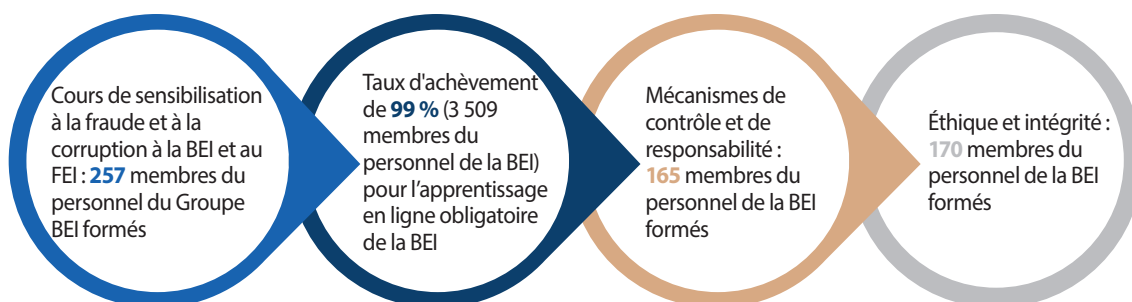 Cours de sensibilisation
à la fraude et à la
corruption à la BEI et au
FEI : 257 membres du
personnel du Groupe
BEI formés
Taux d'achèvement
de 99 % (3 509
membres du
personnel de la BEI)
pour l’apprentissage
en ligne obligatoire
de la BEI
Mécanismes de
contrôle et de
responsabilité :
165 membres du
personnel de la BEI
formés
Éthique et intégrité :
170 membres du
personnel de la BEI
formés